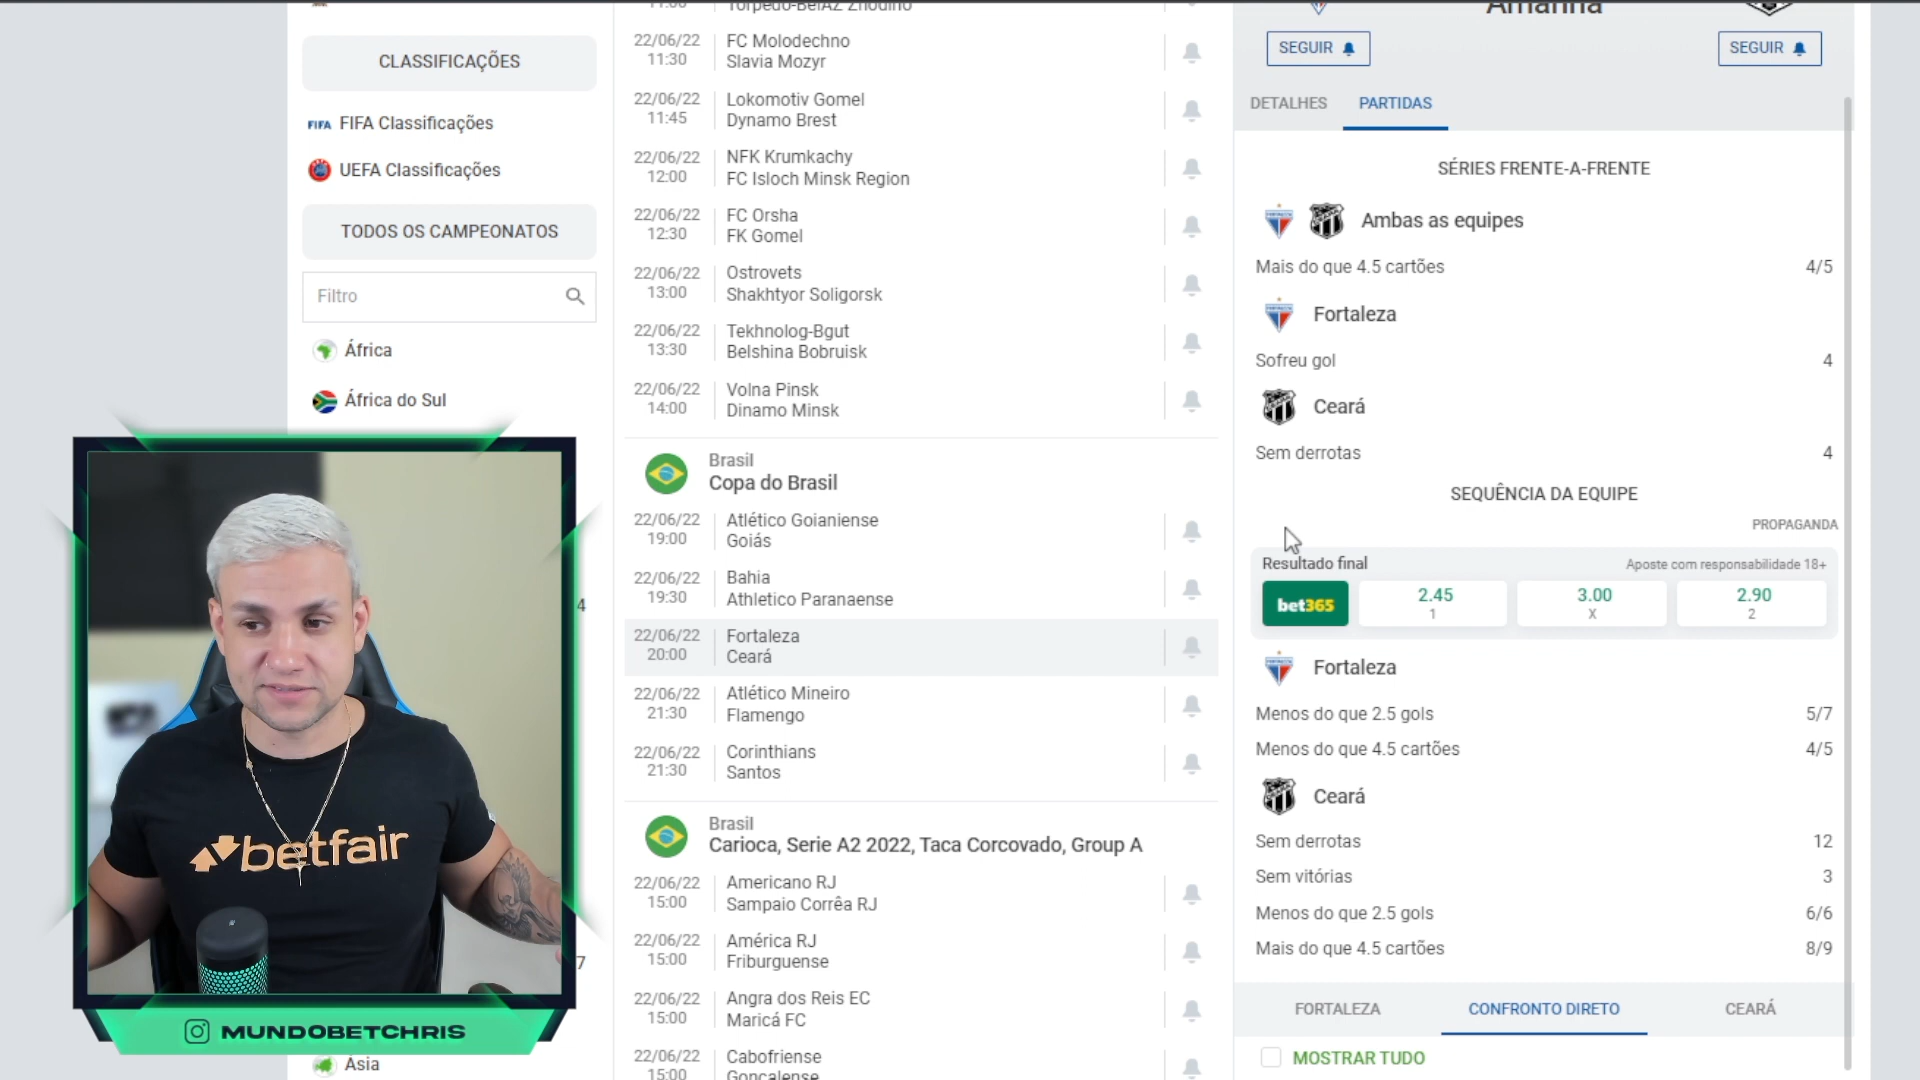 CLASSIFICAÇÕES
FIFA FIFA Classificações
UEFA Classificações
TODOS OS CAMPEONATOS
Filtro
África
África do Sul
4
7
Ásia
betfair
MUNDOBETCHRIS
11:00 Torpedo-BelAZ Zhodino
22/06/22 FC Molodechno
11:30 Slavia Mozyr
22/06/22 Lokomotiv Gomel
11:45 Dynamo Brest
22/06/22 NFK Krumkachy
12:00 FC Isloch Minsk Region
22/06/22 FC Orsha
12:30 FK Gomel
22/06/22 Ostrovets
13:00 Shakhtyor Soligorsk
22/06/22 Tekhnolog-Bgut
13:30 Belshina Bobruisk
22/06/22 Volna Pinsk
14:00 Dinamo Minsk
Brasil
Copa do Brasil
22/06/22 Atlético Goianiense
19:00 Goiás
22/06/22 Bahia
19:30 Athletico Paranaense
22/06/22 Fortaleza
20:00 Ceará
22/06/22 Atlético Mineiro
21:30 Flamengo
22/06/22 Corinthians
21:30 Santos
Brasil
Carioca, Serie A2 2022, Taca Corcovado, Group A
22/06/22 Americano RJ
15:00 Sampaio Corrêa RJ
22/06/22 América RJ
15:00 Friburguense
22/06/22 Angra dos Reis EC
15:00 Maricá FC
22/06/22 Cabofriense
15:00 Goncalense
Amanhã
SEGUIR SEGUIR
DETALHES PARTIDAS
SÉRIES FRENTE-A-FRENTE
Ambas as equipes
Mais do que 4.5 cartões 4/5
Fortaleza
Sofreu gol 4
Ceará
Sem derrotas 4
SEQUÊNCIA DA EQUIPE
PROPAGANDA
Resultado final Aposte com responsabilidade 18+
bet365 2.45 3.00 2.90
1 X 2
Fortaleza
Menos do que 2.5 gols 5/7
Menos do que 4.5 cartões 4/5
Ceará
Sem derrotas 12
Sem vitórias 3
Menos do que 2.5 gols 6/6
Mais do que 4.5 cartões 8/9
FORTALEZA CONFRONTO DIRETO CEARÁ
MOSTRAR TUDO